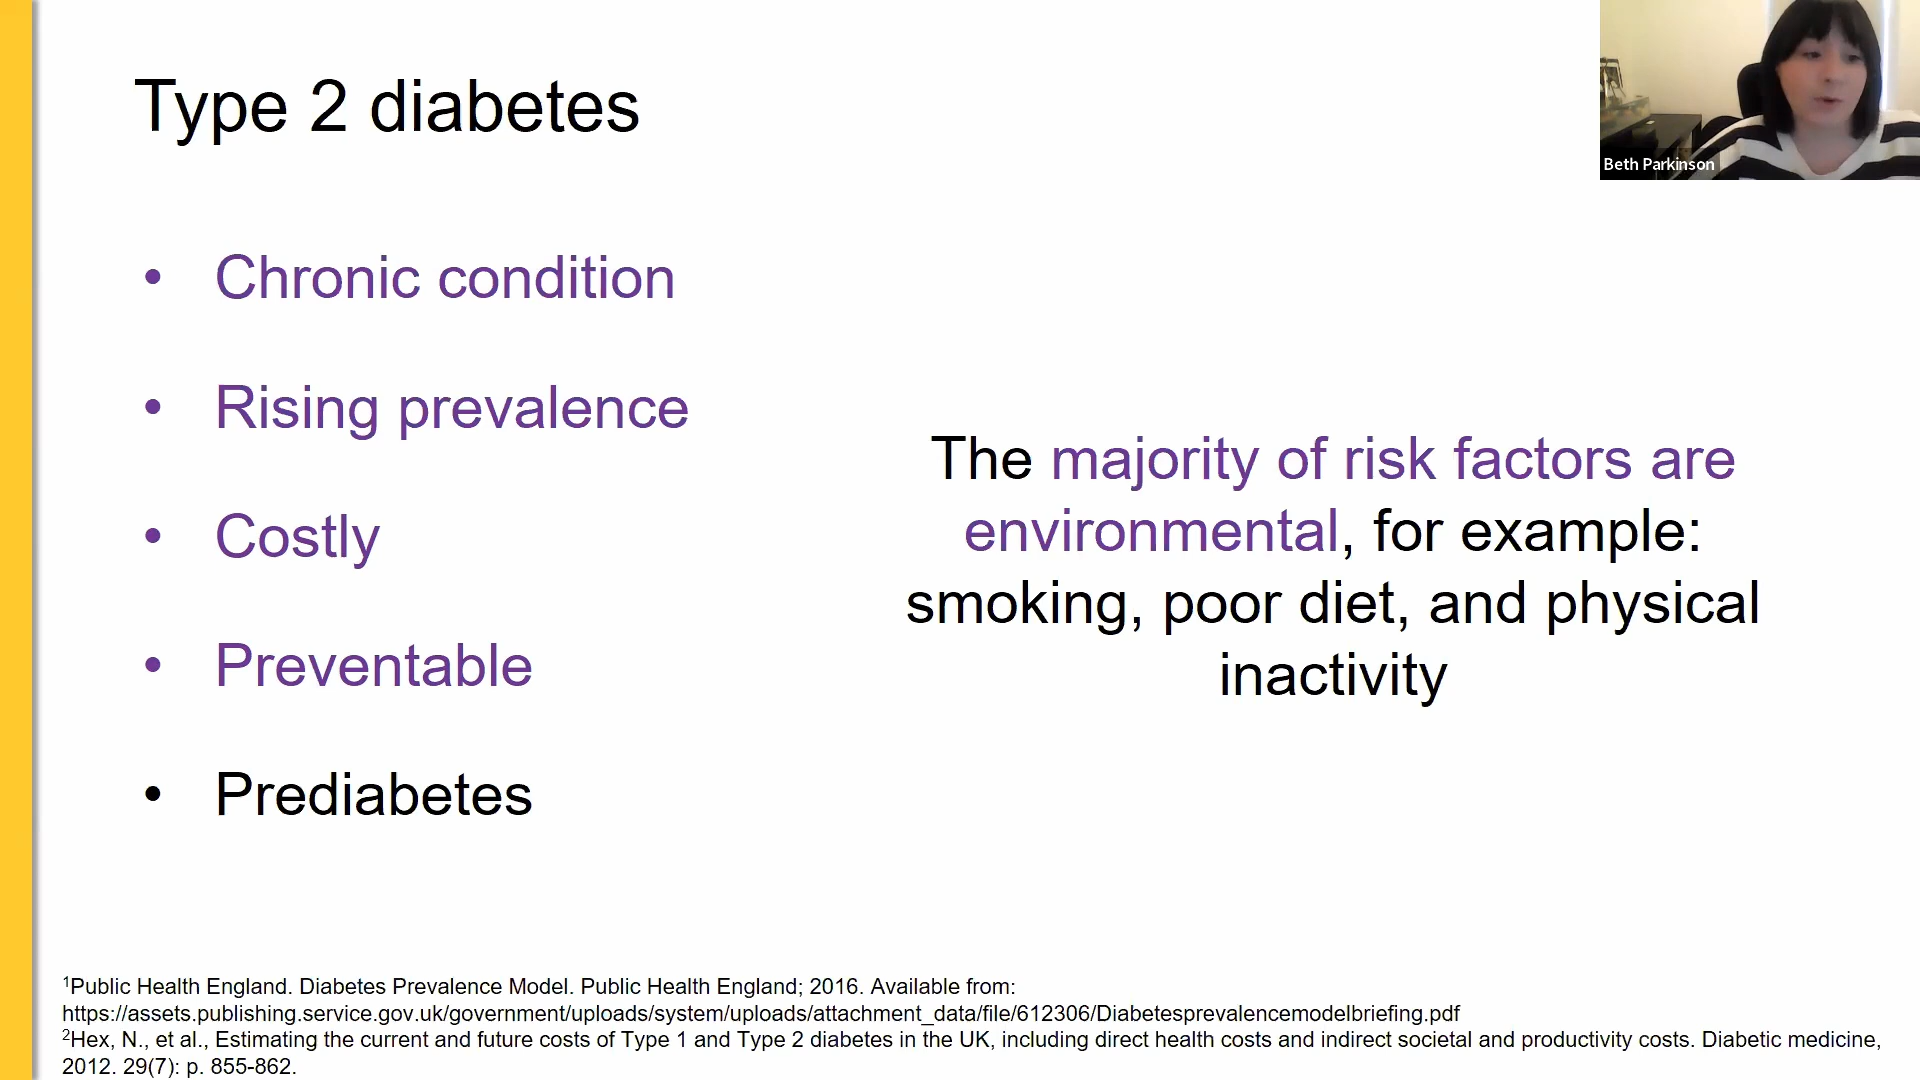 Type 2 diabetes
Beth Parkinson
• Chronic condition
• Rising prevalence
• Costly
• Preventable
• Prediabetes
The majority of risk factors are
environmental, for example:
smoking, poor diet, and physical
inactivity
¹Public Health England. Diabetes Prevalence Model. Public Health England; 2016. Available from:
https://assets.publishing.service.gov.uk/government/uploads/system/uploads/attachment_data/file/612306/Diabetesprevalencemodelbriefing.pdf
²Hex, N., et al., Estimating the current and future costs of Type 1 and Type 2 diabetes in the UK, including direct health costs and indirect societal and productivity costs. Diabetic medicine,
2012. 29(7): p. 855-862.